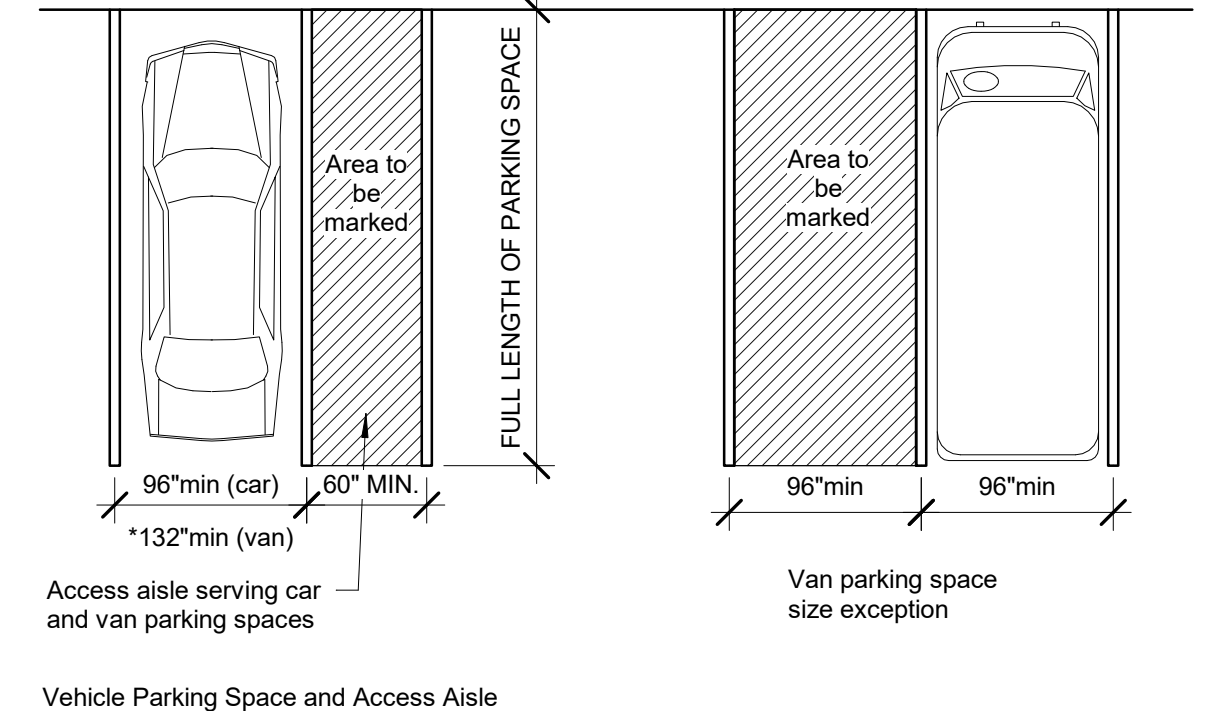 Area to
be
marked
FULL LENGTH OF PARKING SPACE
Area to
be
marked
96"min (car)
60" MIN.
*132"min (van)
96"min
96"min
Access aisle serving car
and van parking spaces
Van parking space
size exception
Vehicle Parking Space and Access Aisle